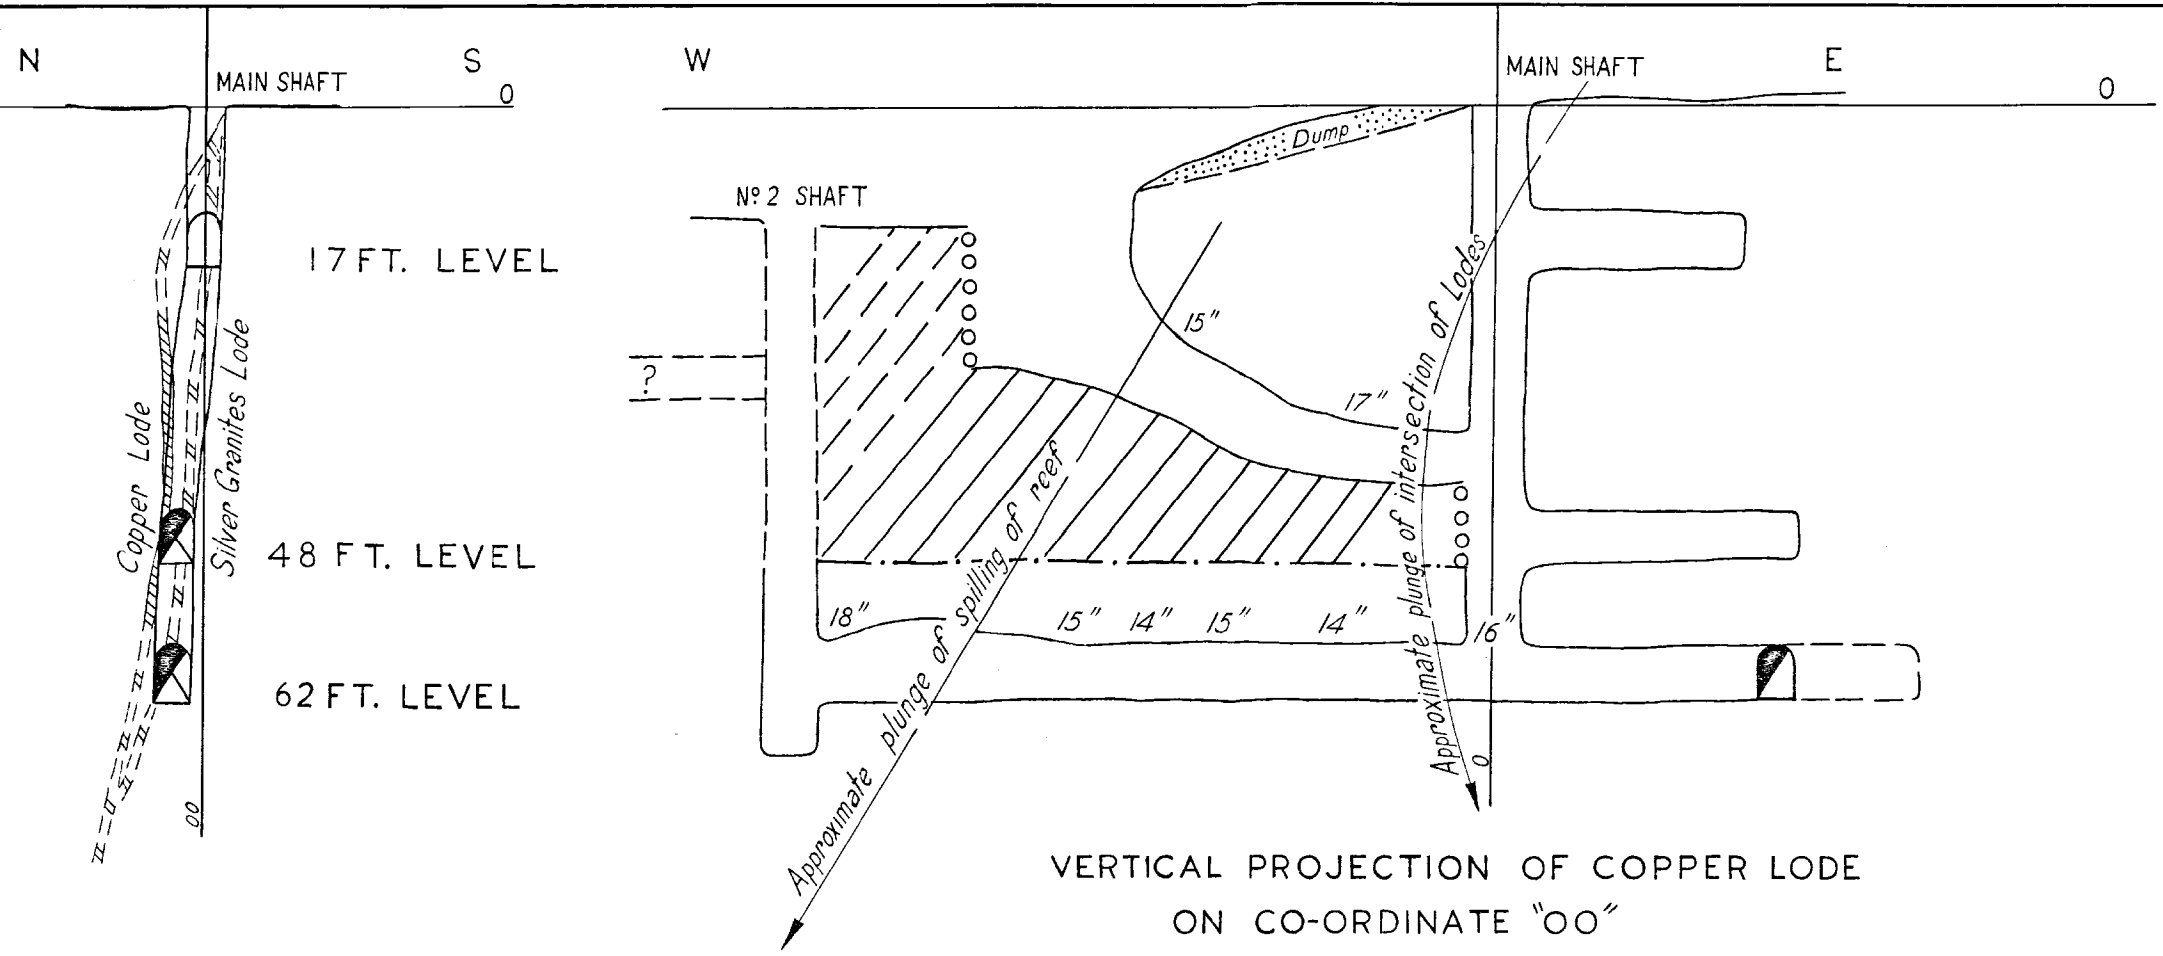 N
S
W
E
MAIN SHAFT
0
MAIN SHAFT
0
Dump
Nº 2 SHAFT
17 FT. LEVEL
15"
?
17"
Copper Lode
Silver Granites Lode
48 FT. LEVEL
18"
15"
14"
15"
14"
16"
62 FT. LEVEL
Approximate plunge of spilling of reef
Approximate plunge of intersection of Lodes
00
0
VERTICAL PROJECTION OF COPPER LODE
ON CO-ORDINATE "OO"